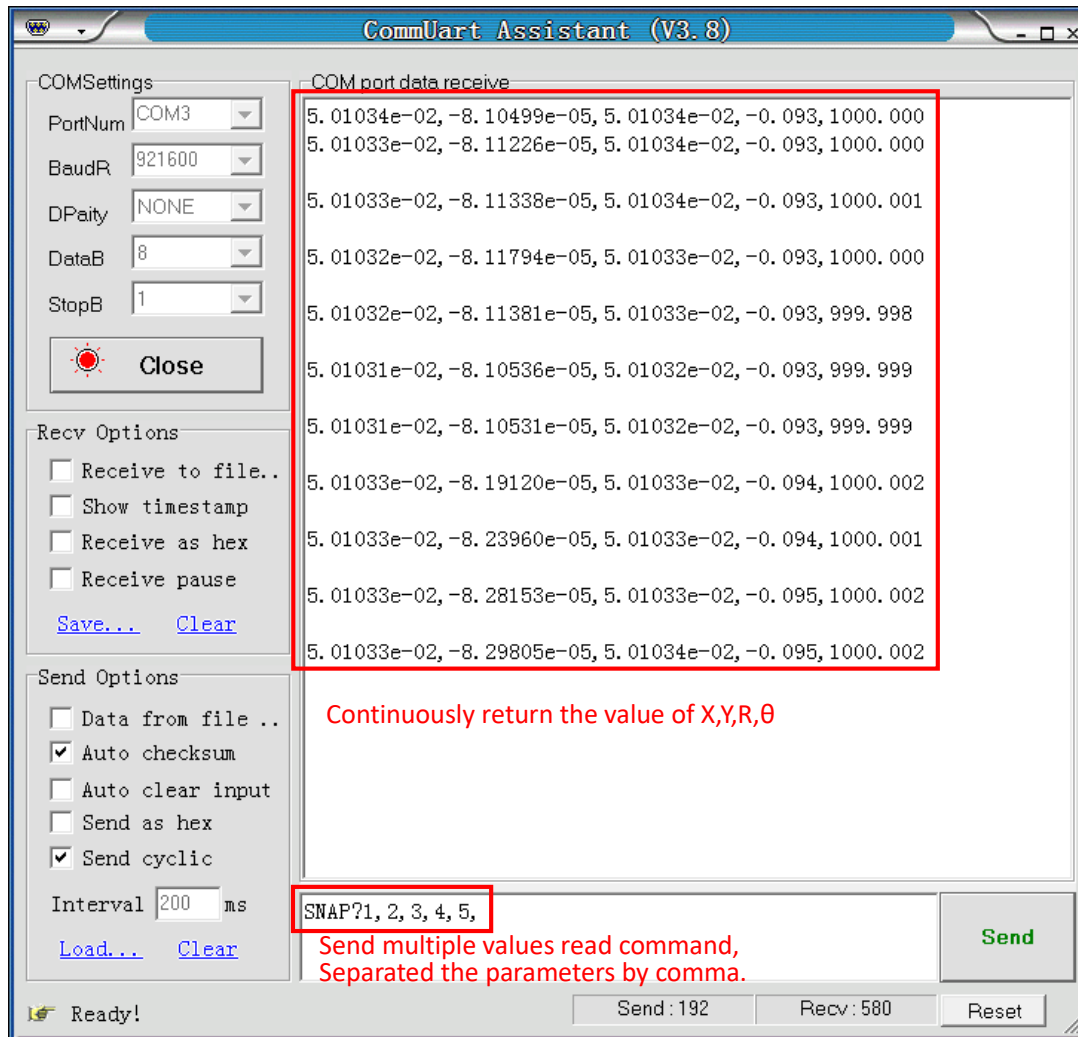 CommUart Assistant (V3.8)
COMSettings
PortNum COM3
BaudR 921600
DPaity NONE
DataB 8
StopB 1
Close
Recv Options
Receive to file..
Show timestamp
Receive as hex
Receive pause
Save... Clear
Send Options
Data from file ..
Auto checksum
Auto clear input
Send as hex
Send cyclic
Interval 200 ms
Load... Clear
COM port data receive
5.01034e-02,-8.10499e-05,5.01034e-02,-0.093,1000.000
5.01033e-02,-8.11226e-05,5.01034e-02,-0.093,1000.000
5.01033e-02,-8.11338e-05,5.01034e-02,-0.093,1000.001
5.01032e-02,-8.11794e-05,5.01033e-02,-0.093,1000.000
5.01032e-02,-8.11381e-05,5.01033e-02,-0.093,999.998
5.01031e-02,-8.10536e-05,5.01032e-02,-0.093,999.999
5.01031e-02,-8.10531e-05,5.01032e-02,-0.093,999.999
5.01033e-02,-8.19120e-05,5.01033e-02,-0.094,1000.002
5.01033e-02,-8.23960e-05,5.01033e-02,-0.094,1000.001
5.01033e-02,-8.28153e-05,5.01033e-02,-0.095,1000.002
5.01033e-02,-8.29805e-05,5.01034e-02,-0.095,1000.002
Continuously return the value of X,Y,R,θ
SNAP?1,2,3,4,5,
Send multiple values read command,
Separated the parameters by comma.
Send
Ready!
Send : 192
Recv : 580
Reset